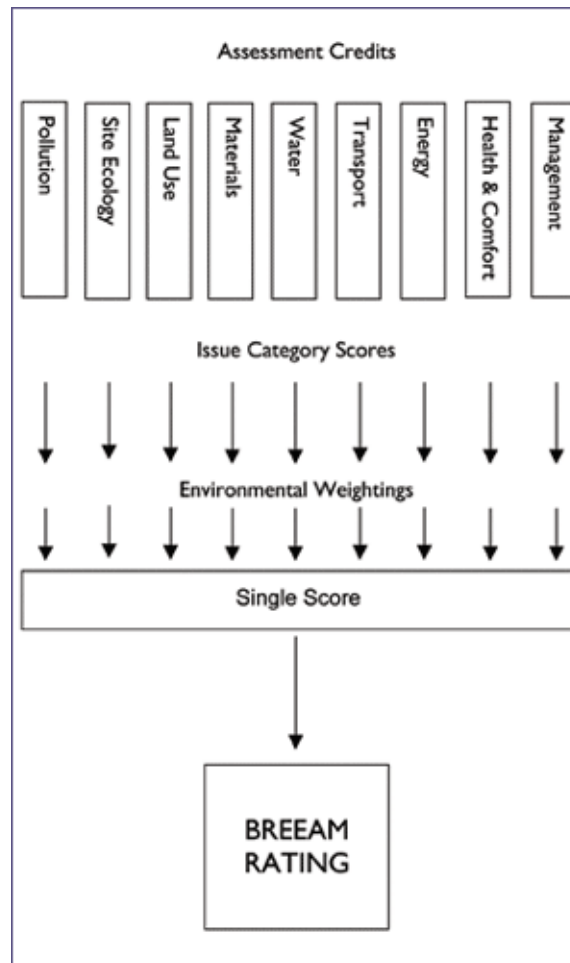 Assessment Credits
Pollution
Site Ecology
Land Use
Materials
Water
Transport
Energy
Health & Comfort
Management
Issue Category Scores
Environmental Weightings
Single Score
BREEAM
RATING